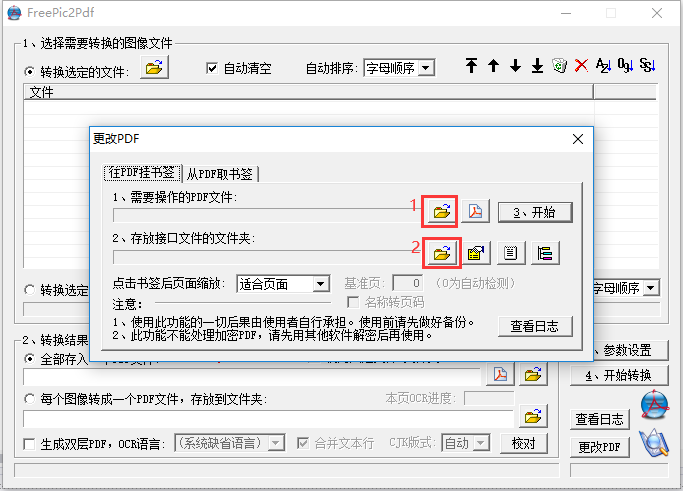 FreePic2Pdf
1、选择需要转换的图像文件
转换选定的文件:
自动清空
自动排序:
字母顺序
文件
更改PDF
往PDF挂书签
从PDF取书签
1、需要操作的PDF文件:
1
3、开始
2、存放接口文件的文件夹:
2
点击书签后页面缩放:
适合页面
基准页:
0
(0为自动检测)
注意:
名称转页码
1、使用此功能的一切后果由使用者自行承担。使用前请先做好备份。
2、此功能不能处理加密PDF,请先用其他软件解密后再使用。
查看日志
转换选定
字母顺序
2、转换结果
、参数设置
全部存入
4、开始转换
每个图像转成一个PDF文件,存放到文件夹:
本页OCR进度:
查看日志
生成双层PDF,OCR语言:
(系统缺省语言)
合并文本行
CJK版式:
自动
校对
更改PDF